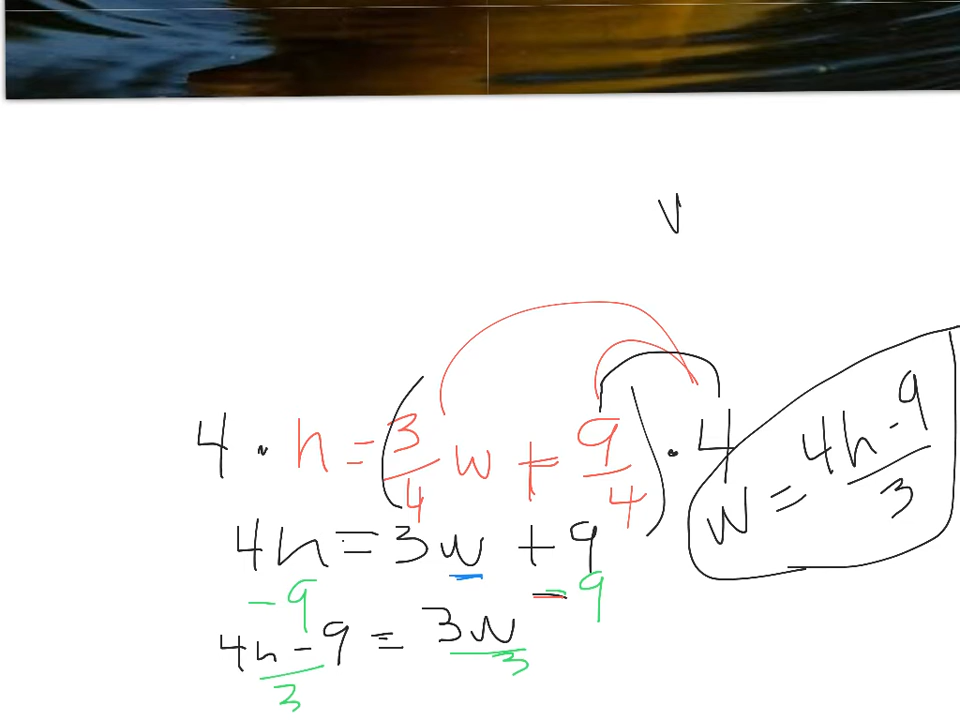 V
4 · h = (3/4 w + 9/4) · 4
4h = 3w + 9
-9 -9
4h - 9 = 3w
3 3
w = 4h - 9 / 3